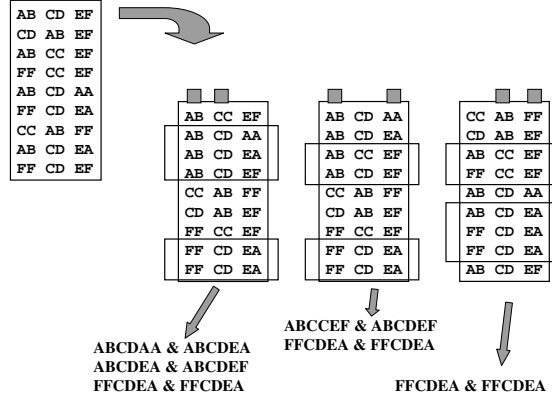 AB CD EF
CD AB EF
AB CC EF
FF CC EF
AB CD AA
FF CD EA
CC AB FF
AB CD EA
FF CD EF
AB CC EF
AB CD AA
AB CD EA
AB CD EF
CC AB FF
CD AB EF
FF CC EF
FF CD EA
FF CD EA
AB CD AA
AB CD EA
AB CC EF
AB CD EF
CC AB FF
CD AB EF
FF CC EF
FF CD EA
FF CD EA
CC AB FF
CD AB EF
AB CC EF
FF CC EF
AB CD AA
AB CD EA
FF CD EA
FF CD EA
AB CD EF
ABCDAA & ABCDEA
ABCDEA & ABCDEF
FFCDEA & FFCDEA
ABCCEF & ABCDEF
FFCDEA & FFCDEA
FFCDEA & FFCDEA